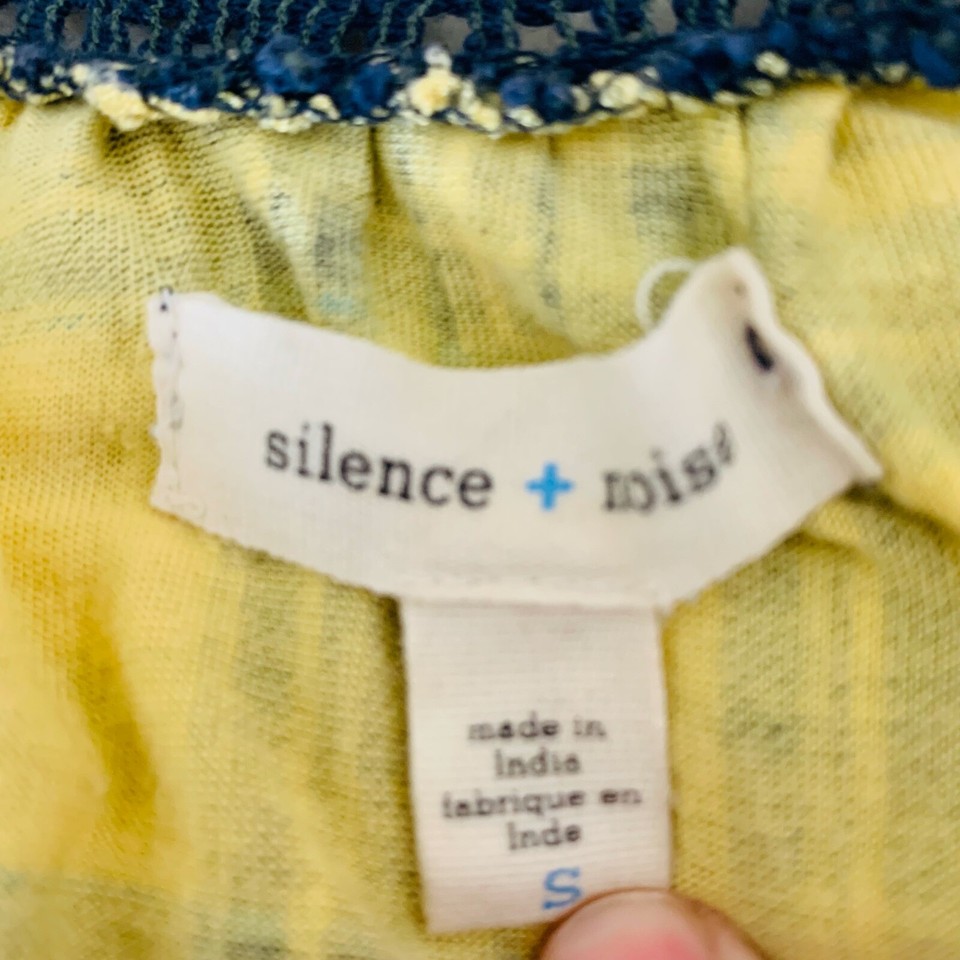 silence + noise
made in
India
fabrique en
Inde
S